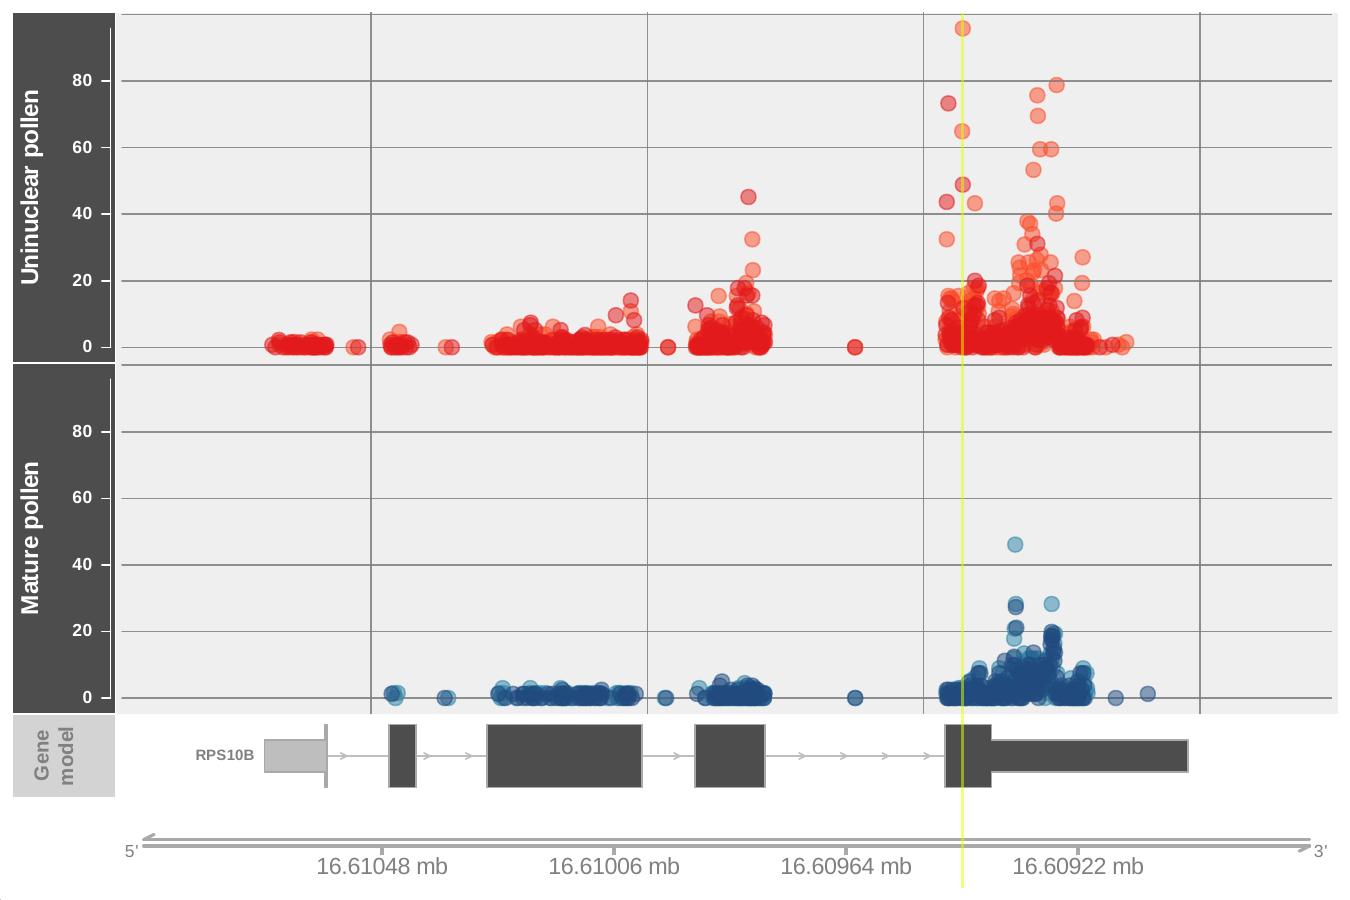 Uninuclear pollen
80
60
40
20
0
Mature pollen
80
60
40
20
0
Gene
model
RPS10B
5'
3'
16.61048 mb
16.61006 mb
16.60964 mb
16.60922 mb